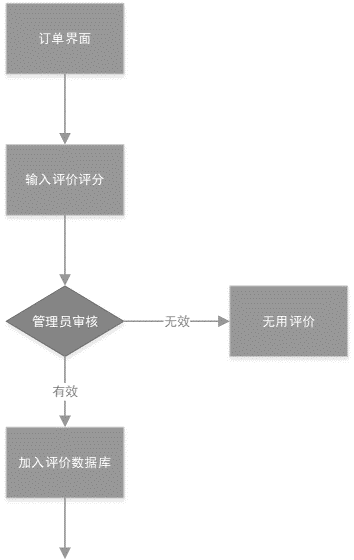 订单界面
输入评价评分
管理员审核
无效
无用评价
有效
加入评价数据库